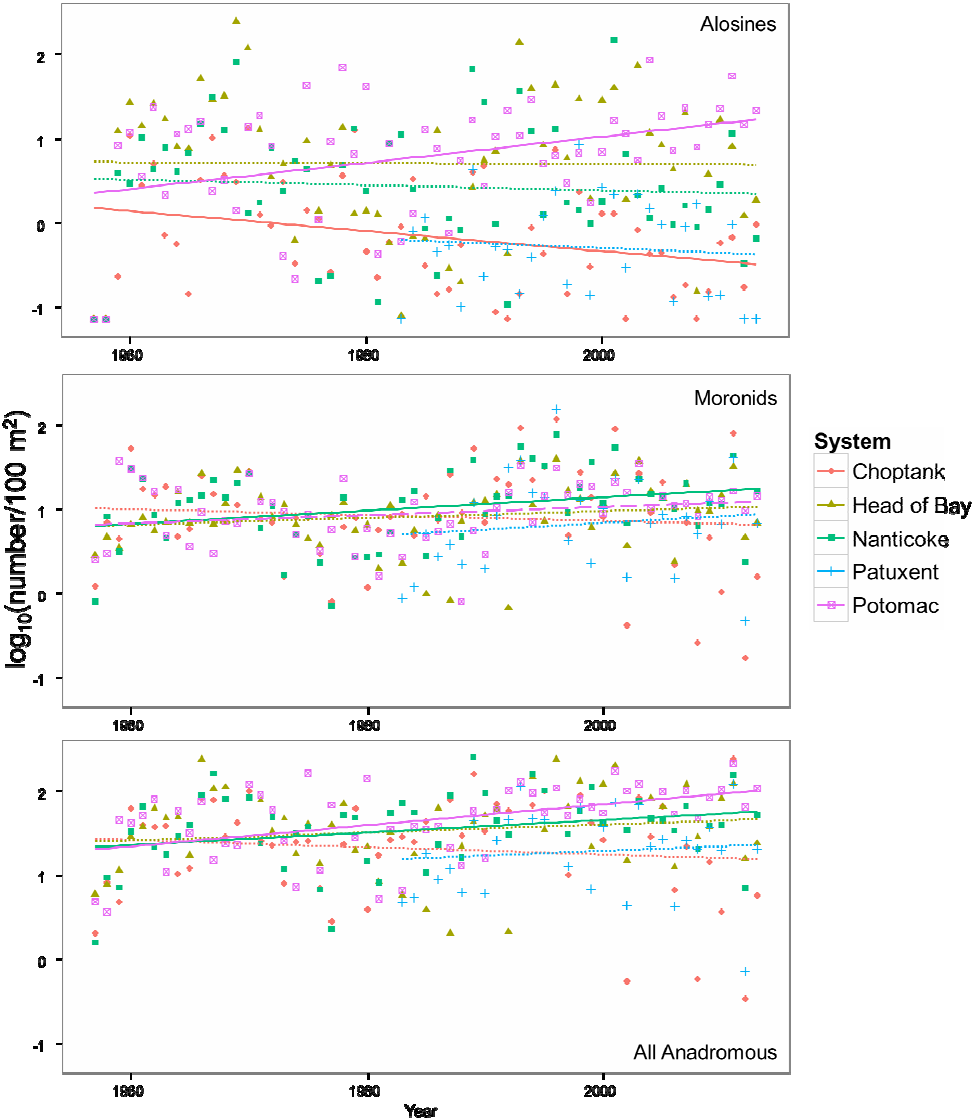 Alosines
2
1
0
-1
1960 1980 2000
Moronids
2
1
0
-1
1960 1980 2000
log10(number/100 m²)
System
Choptank
Head of Bay
Nanticoke
Patuxent
Potomac
2
1
0
-1
All Anadromous
1960 1980 2000
Year